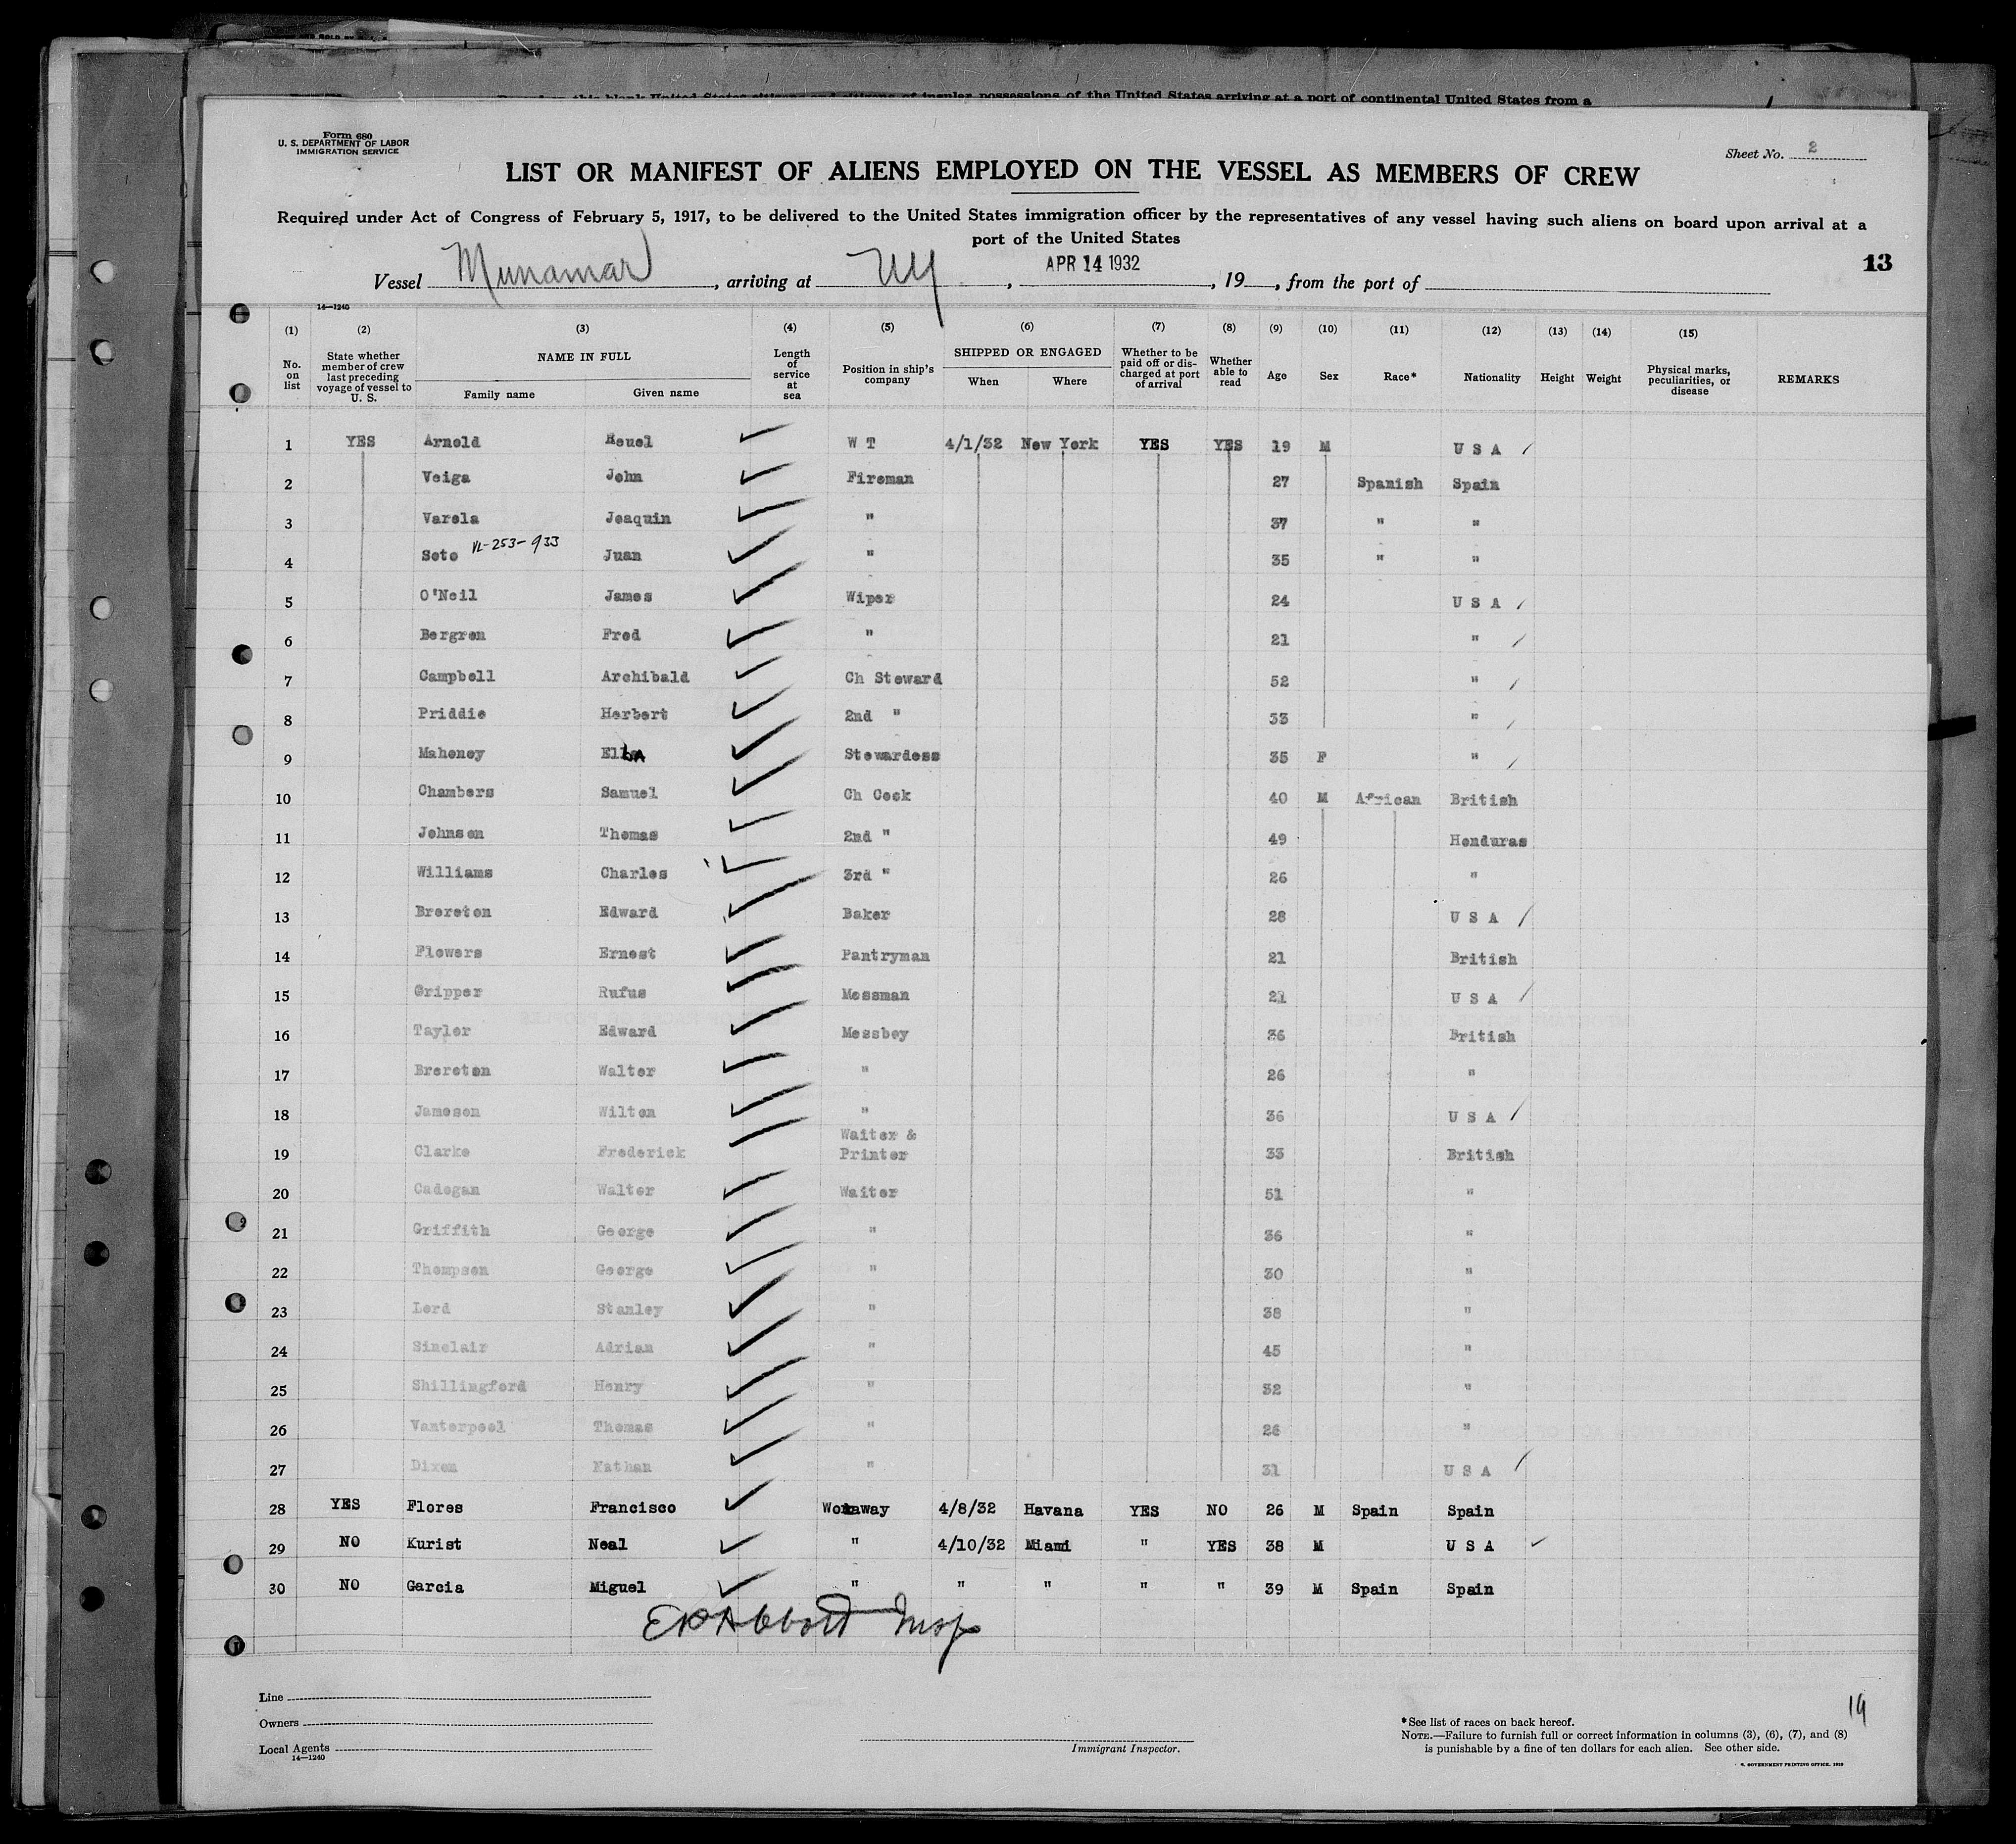 Form 680
U. S. DEPARTMENT OF LABOR
IMMIGRATION SERVICE
Sheet No. 2
LIST OR MANIFEST OF ALIENS EMPLOYED ON THE VESSEL AS MEMBERS OF CREW
Required under Act of Congress of February 5, 1917, to be delivered to the United States immigration officer by the representatives of any vessel having such aliens on board upon arrival at a
port of the United States
13
Vessel Munamar, arriving at NY, APR 14 1932, 19, from the port of
14—1240
(1) (2) (3) (4) (5) (6) (7) (8) (9) (10) (11) (12) (13) (14) (15)
No. on list State whether member of crew last preceding voyage of vessel to U. S. NAME IN FULL Family name Given name Length of service at sea Position in ship's company SHIPPED OR ENGAGED When Where Whether to be paid off or discharged at port of arrival Whether able to read Age Sex Race* Nationality Height Weight Physical marks, peculiarities, or disease REMARKS
1 YES Arnold Reuel W T 4/1/32 New York YES YES 19 M U S A
2 Veiga John Fireman 27 Spanish Spain
3 Varela Joaquin " 37 " "
4 Soto VL-253-933 Juan " 35 " "
5 O'Neil James Wiper 24 U S A
6 Bergren Fred " 21 "
7 Campbell Archibald Ch Steward 52 "
8 Priddie Herbert 2nd " 33 "
9 Mahoney Ella Stewardess 35 F "
10 Chambers Samuel Ch Cook 40 M African British
11 Johnson Thomas 2nd " 49 Honduras
12 Williams Charles 3rd " 26 "
13 Brereton Edward Baker 28 U S A
14 Flowers Ernest Pantryman 21 British
15 Gripper Rufus Messman 21 U S A
16 Taylor Edward Messboy 36 British
17 Brereton Walter " 26 "
18 Jameson Wilton " 36 U S A
19 Clarke Frederick Waiter & Printer 33 British
20 Cadogan Walter Waiter 51 "
21 Griffith George " 36 "
22 Thompson George " 30 "
23 Lord Stanley " 38 "
24 Sinclair Adrian " 45 "
25 Shillingford Henry " 32 "
26 Vanterpool Thomas " 26 "
27 Dixon Nathan " 31 U S A
28 YES Flores Francisco Workaway 4/8/32 Havana YES NO 26 M Spain Spain
29 NO Kurist Neal " 4/10/32 Miami " YES 38 M U S A
30 NO Garcia Miguel " " " " " 39 M Spain Spain
Abbott Insp
Line
Owners
Local Agents
14—1240
Immigrant Inspector.
19
*See list of races on back hereof.
NOTE.—Failure to furnish full or correct information in columns (3), (6), (7), and (8)
is punishable by a fine of ten dollars for each alien. See other side.
GOVERNMENT PRINTING OFFICE